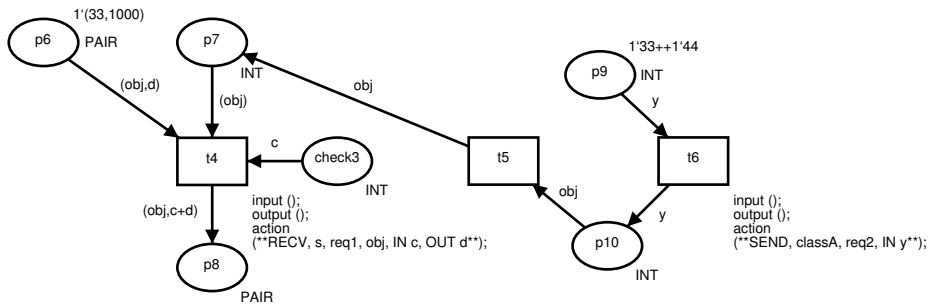 1‘(33,1000)
p6
PAIR
p7
INT
1‘33++1‘44
p9
INT
(obj,d)
(obj)
obj
y
t4
c
check3
INT
t5
t6
(obj,c+d)
input ();
output ();
action
(**RECV, s, req1, obj, IN c, OUT d**);
obj
y
input ();
output ();
action
(**SEND, classA, req2, IN y**);
p8
PAIR
p10
INT